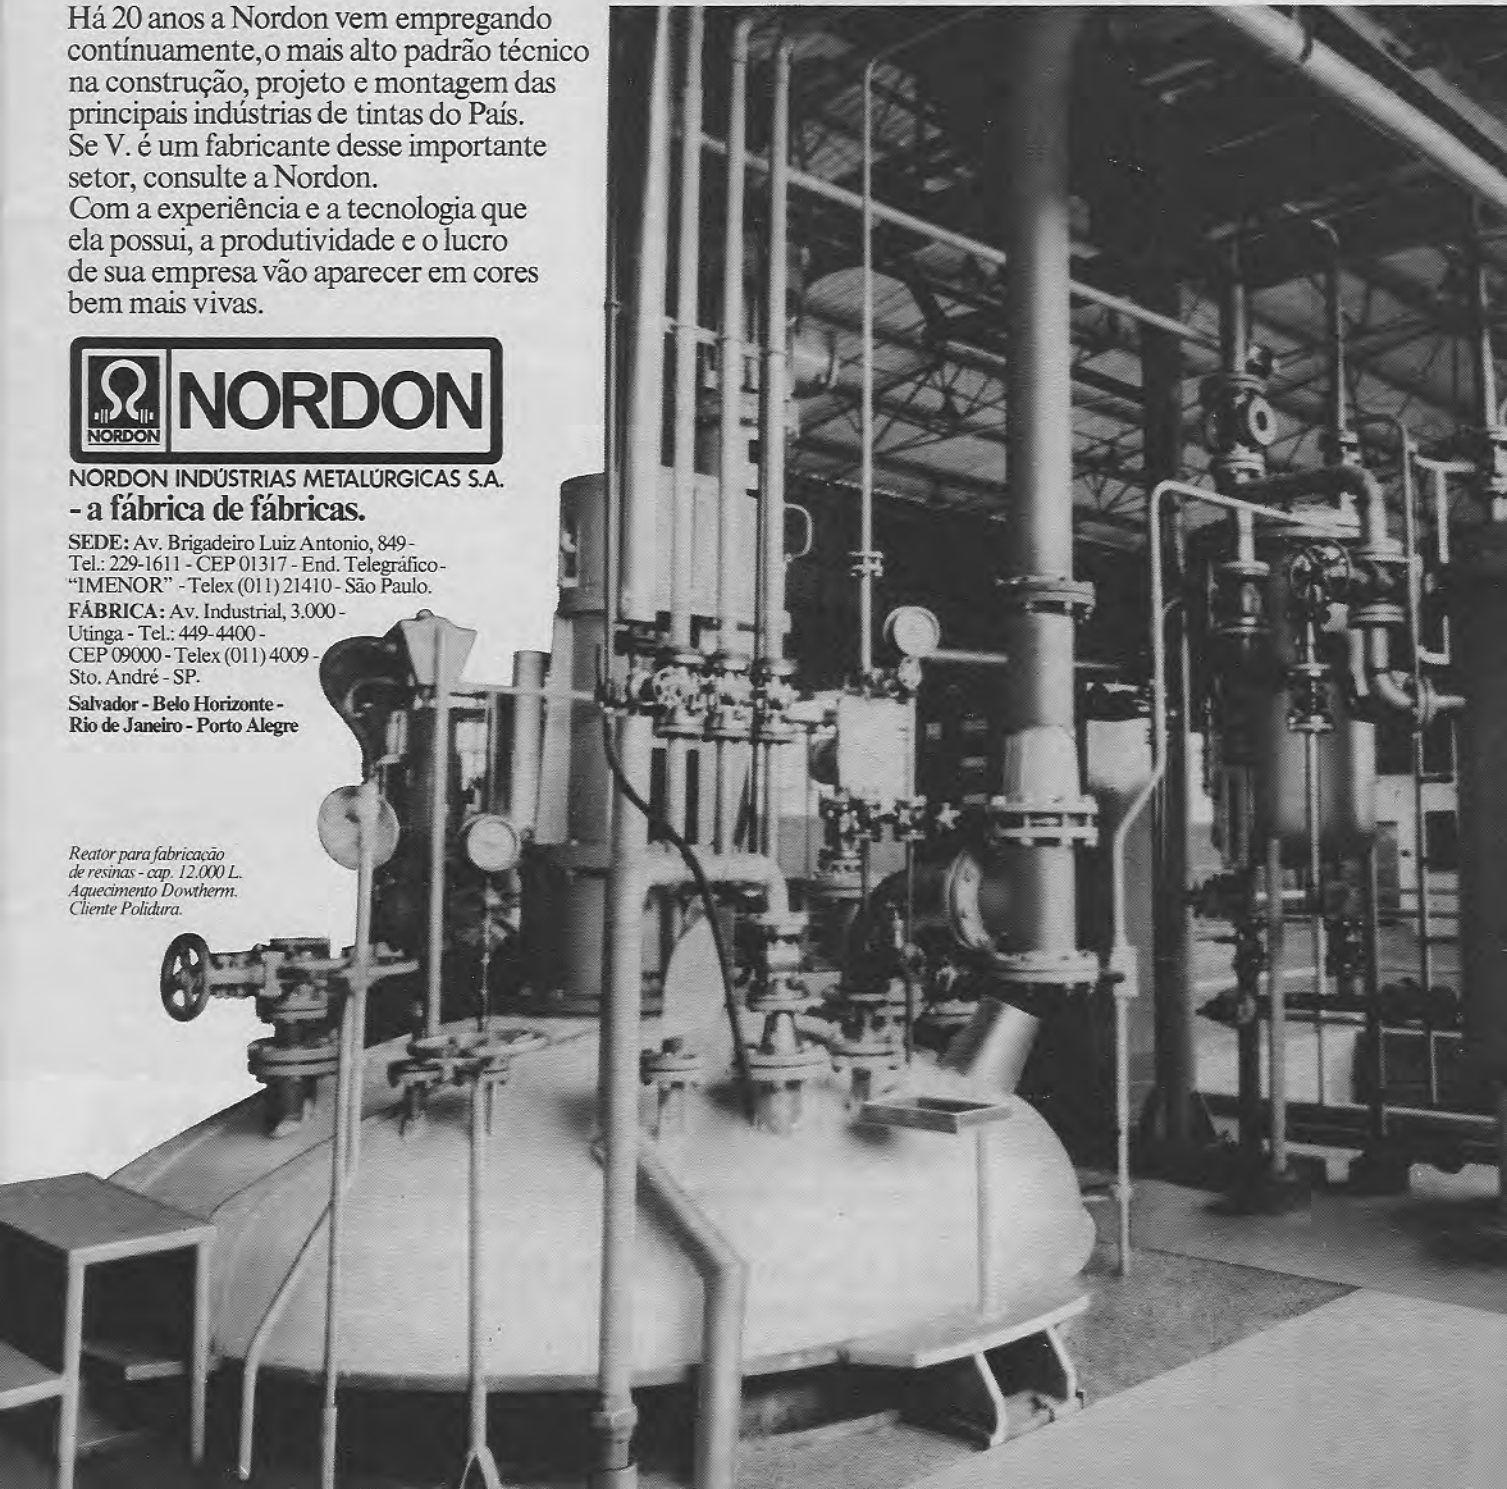 Há 20 anos a Nordon vem empregando
contínuamente, o mais alto padrão técnico
na construção, projeto e montagem das
principais indústrias de tintas do País.
Se V. é um fabricante desse importante
setor, consulte a Nordon.
Com a experiência e a tecnologia que
ela possui, a produtividade e o lucro
de sua empresa vão aparecer em cores
bem mais vivas.
NORDON
NORDON
NORDON INDÚSTRIAS METALÚRGICAS S.A.
- a fábrica de fábricas.
SEDE: Av. Brigadeiro Luiz Antonio, 849 -
Tel.: 229-1611 - CEP 01317 - End. Telegráfico -
"IMENOR" - Telex (011) 21410 - São Paulo.
FÁBRICA: Av. Industrial, 3.000 -
Utinga - Tel.: 449-4400 -
CEP 09000 - Telex (011) 4009 -
Sto. André - SP.
Salvador - Belo Horizonte -
Rio de Janeiro - Porto Alegre
Reator para fabricação
de resinas - cap. 12.000 L.
Aquecimento Dowtherm.
Cliente Polidura.